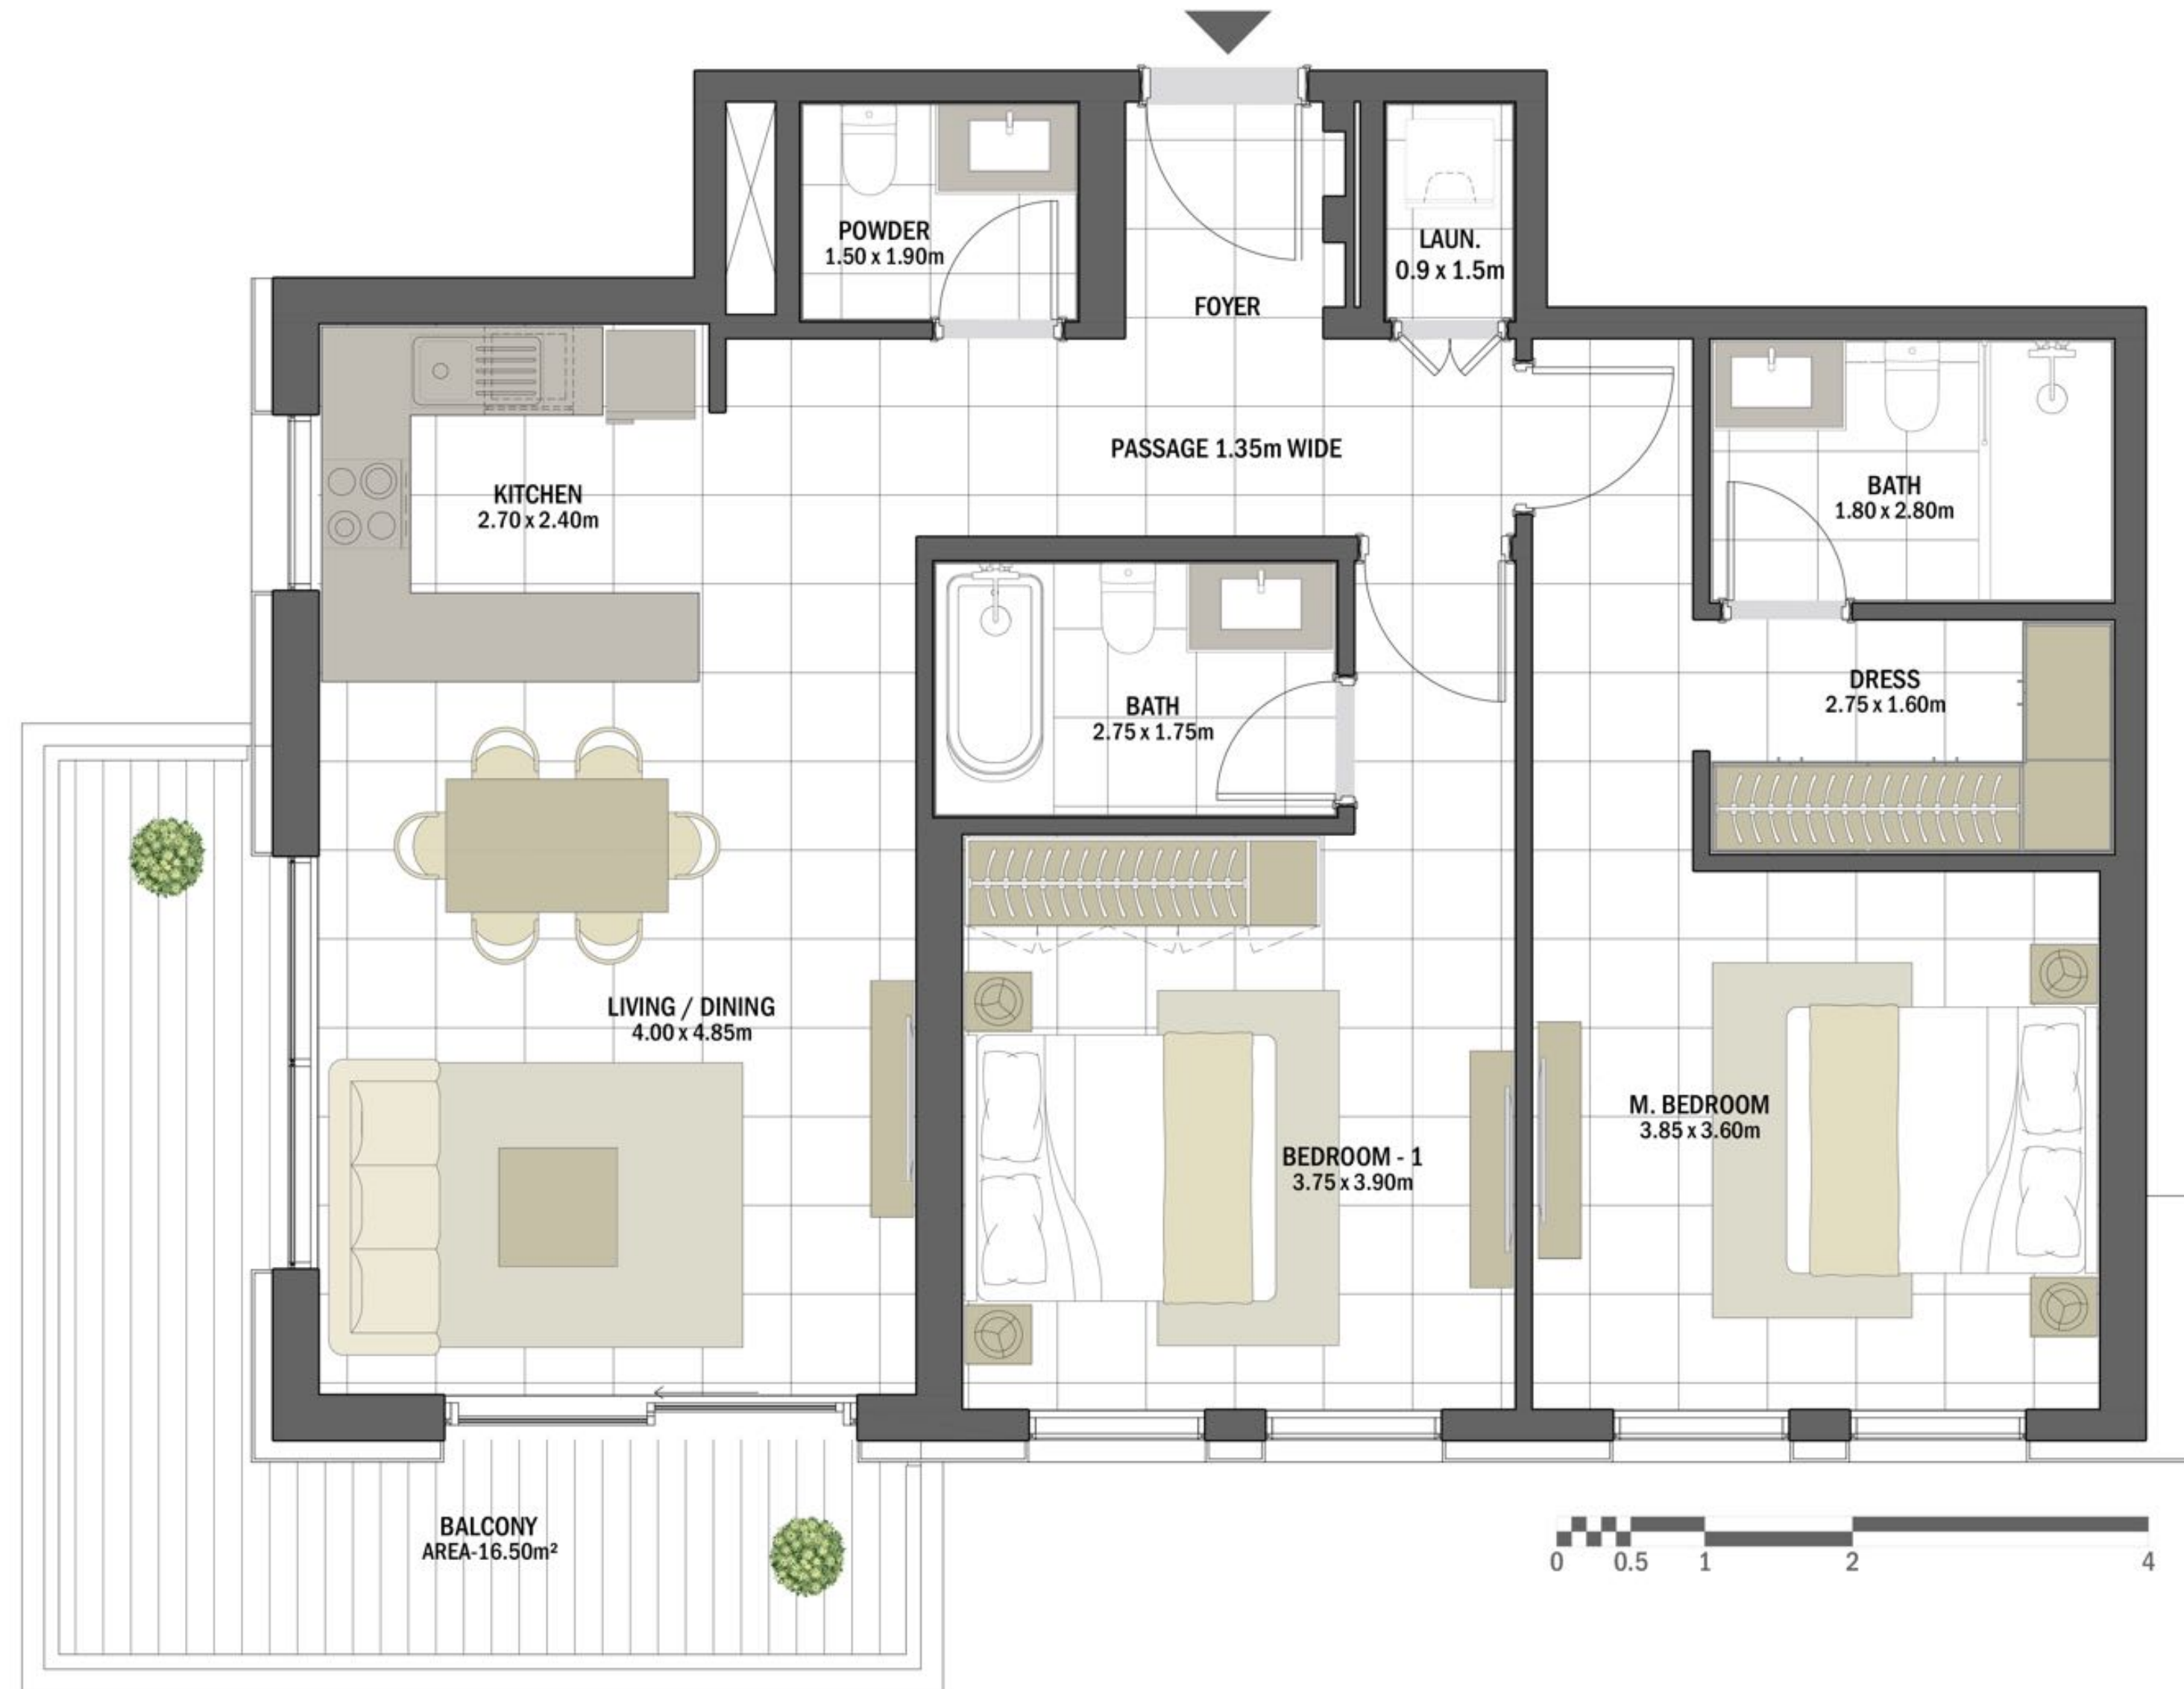 POWDER
1.50 x 1.90m
LAUN.
0.9 x 1.5m
FOYER
PASSAGE 1.35m WIDE
KITCHEN
2.70 x 2.40m
BATH
1.80 x 2.80m
BATH
2.75 x 1.75m
DRESS
2.75 x 1.60m
LIVING / DINING
4.00 x 4.85m
M. BEDROOM
3.85 x 3.60m
BEDROOM - 1
3.75 x 3.90m
BALCONY
AREA-16.50m²
0 0.5 1 2 4